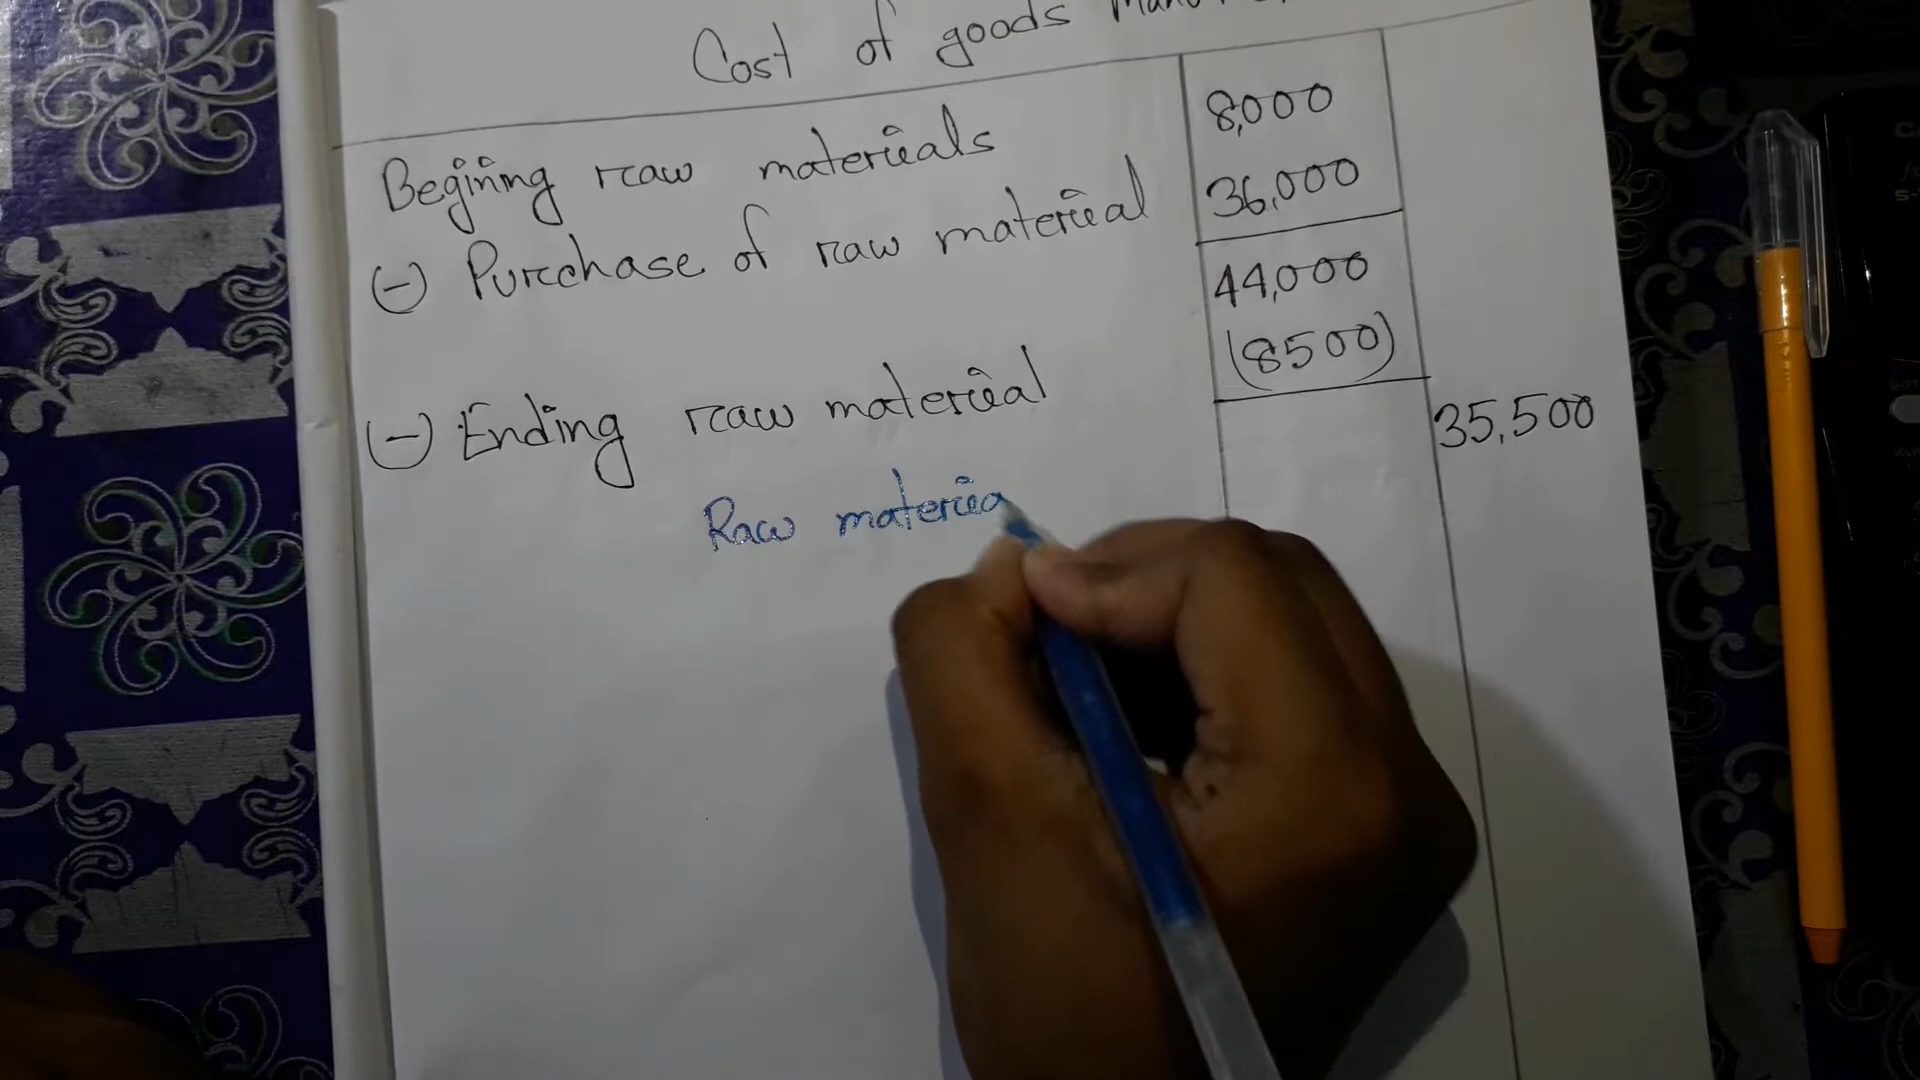 Cost of goods
Begining raw materials 8,000
(-) Purchase of raw material 36,000
44,000
(-) Ending raw material (8500)
35,500
Raw materia